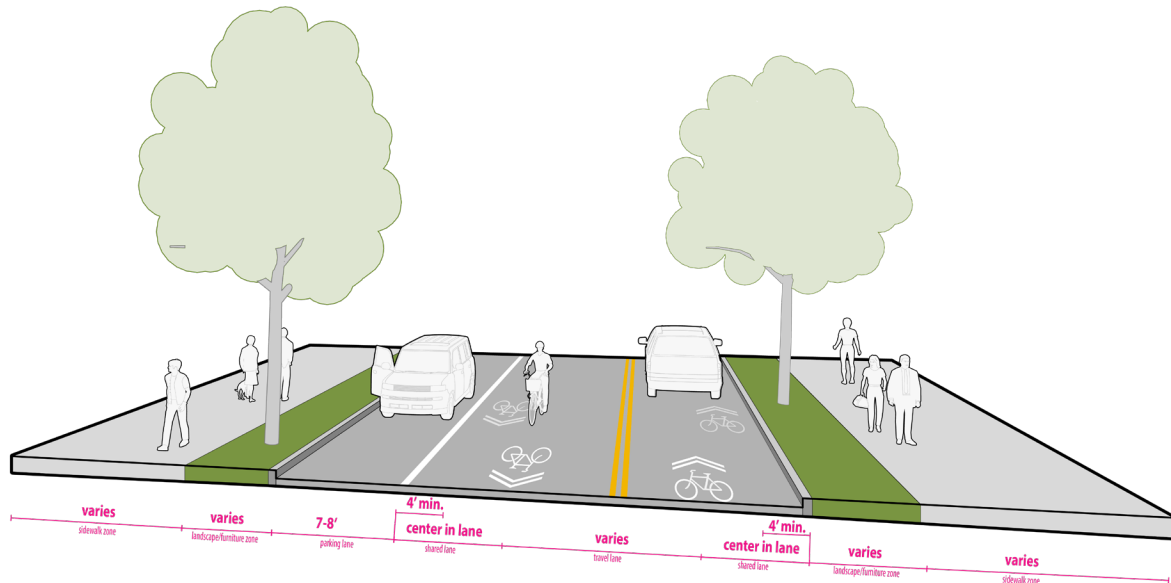 4' min.
varies
sidewalk zone
varies
landscape/furniture zone
7-8'
parking lane
center in lane
shared lane
varies
travel lane
4' min.
center in lane
shared lane
varies
landscape/furniture zone
varies
sidewalk zone